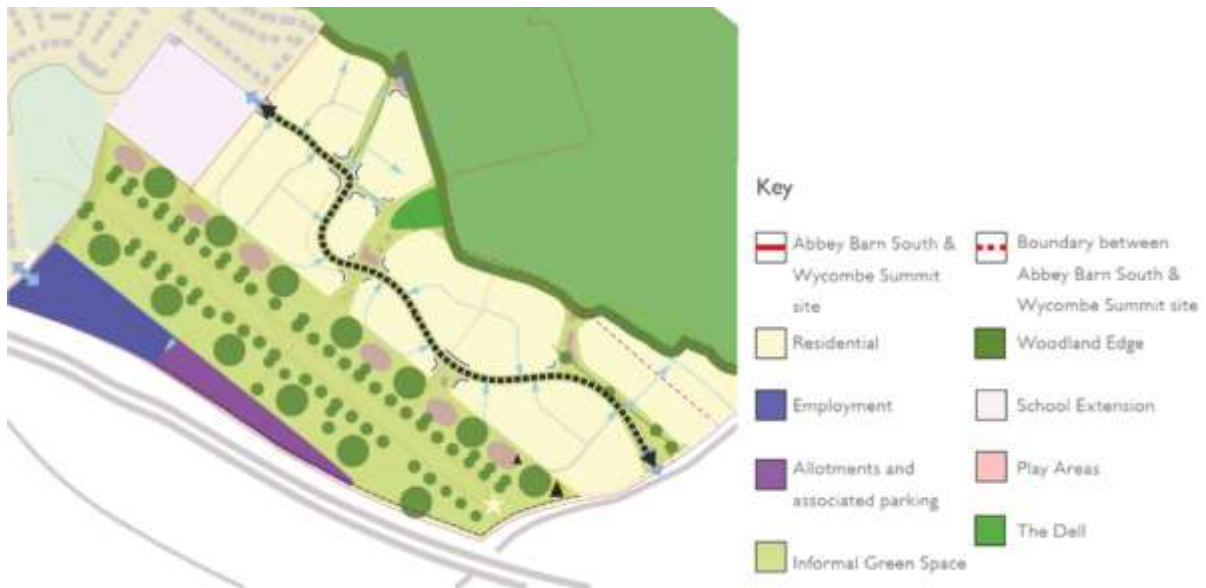 Key
Abbey Barn South &
Wycombe Summit
site
Boundary between
Abbey Barn South &
Wycombe Summit site
Residential
Woodland Edge
Employment
School Extension
Allotments and
associated parking
Play Areas
The Dell
Informal Green Space